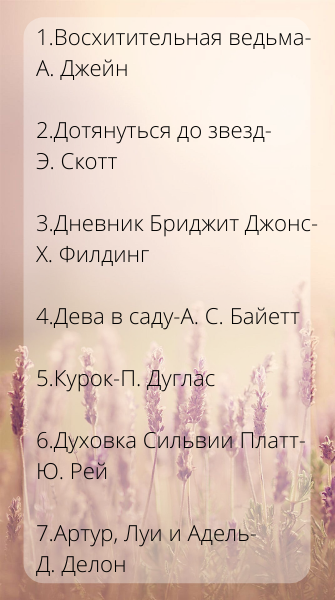 1.Восхитительная ведьма-
А. Джейн
2.Дотянуться до звезд-
Э. Скотт
3.Дневник Бриджит Джонс-
Х. Филдинг
4.Дева в саду-А. С. Байетт
5.Курок-П. Дуглас
6.Духовка Сильвии Платт-
Ю. Рей
7.Артур, Луи и Адель-
Д. Делон